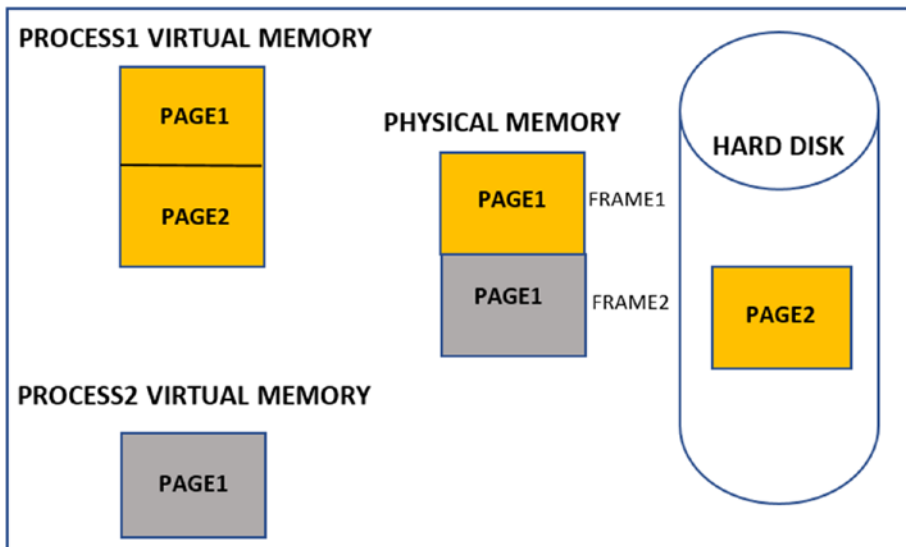 PROCESS1 VIRTUAL MEMORY
PAGE1
PAGE2
PHYSICAL MEMORY
PAGE1
FRAME1
PAGE1
FRAME2
HARD DISK
PAGE2
PROCESS2 VIRTUAL MEMORY
PAGE1